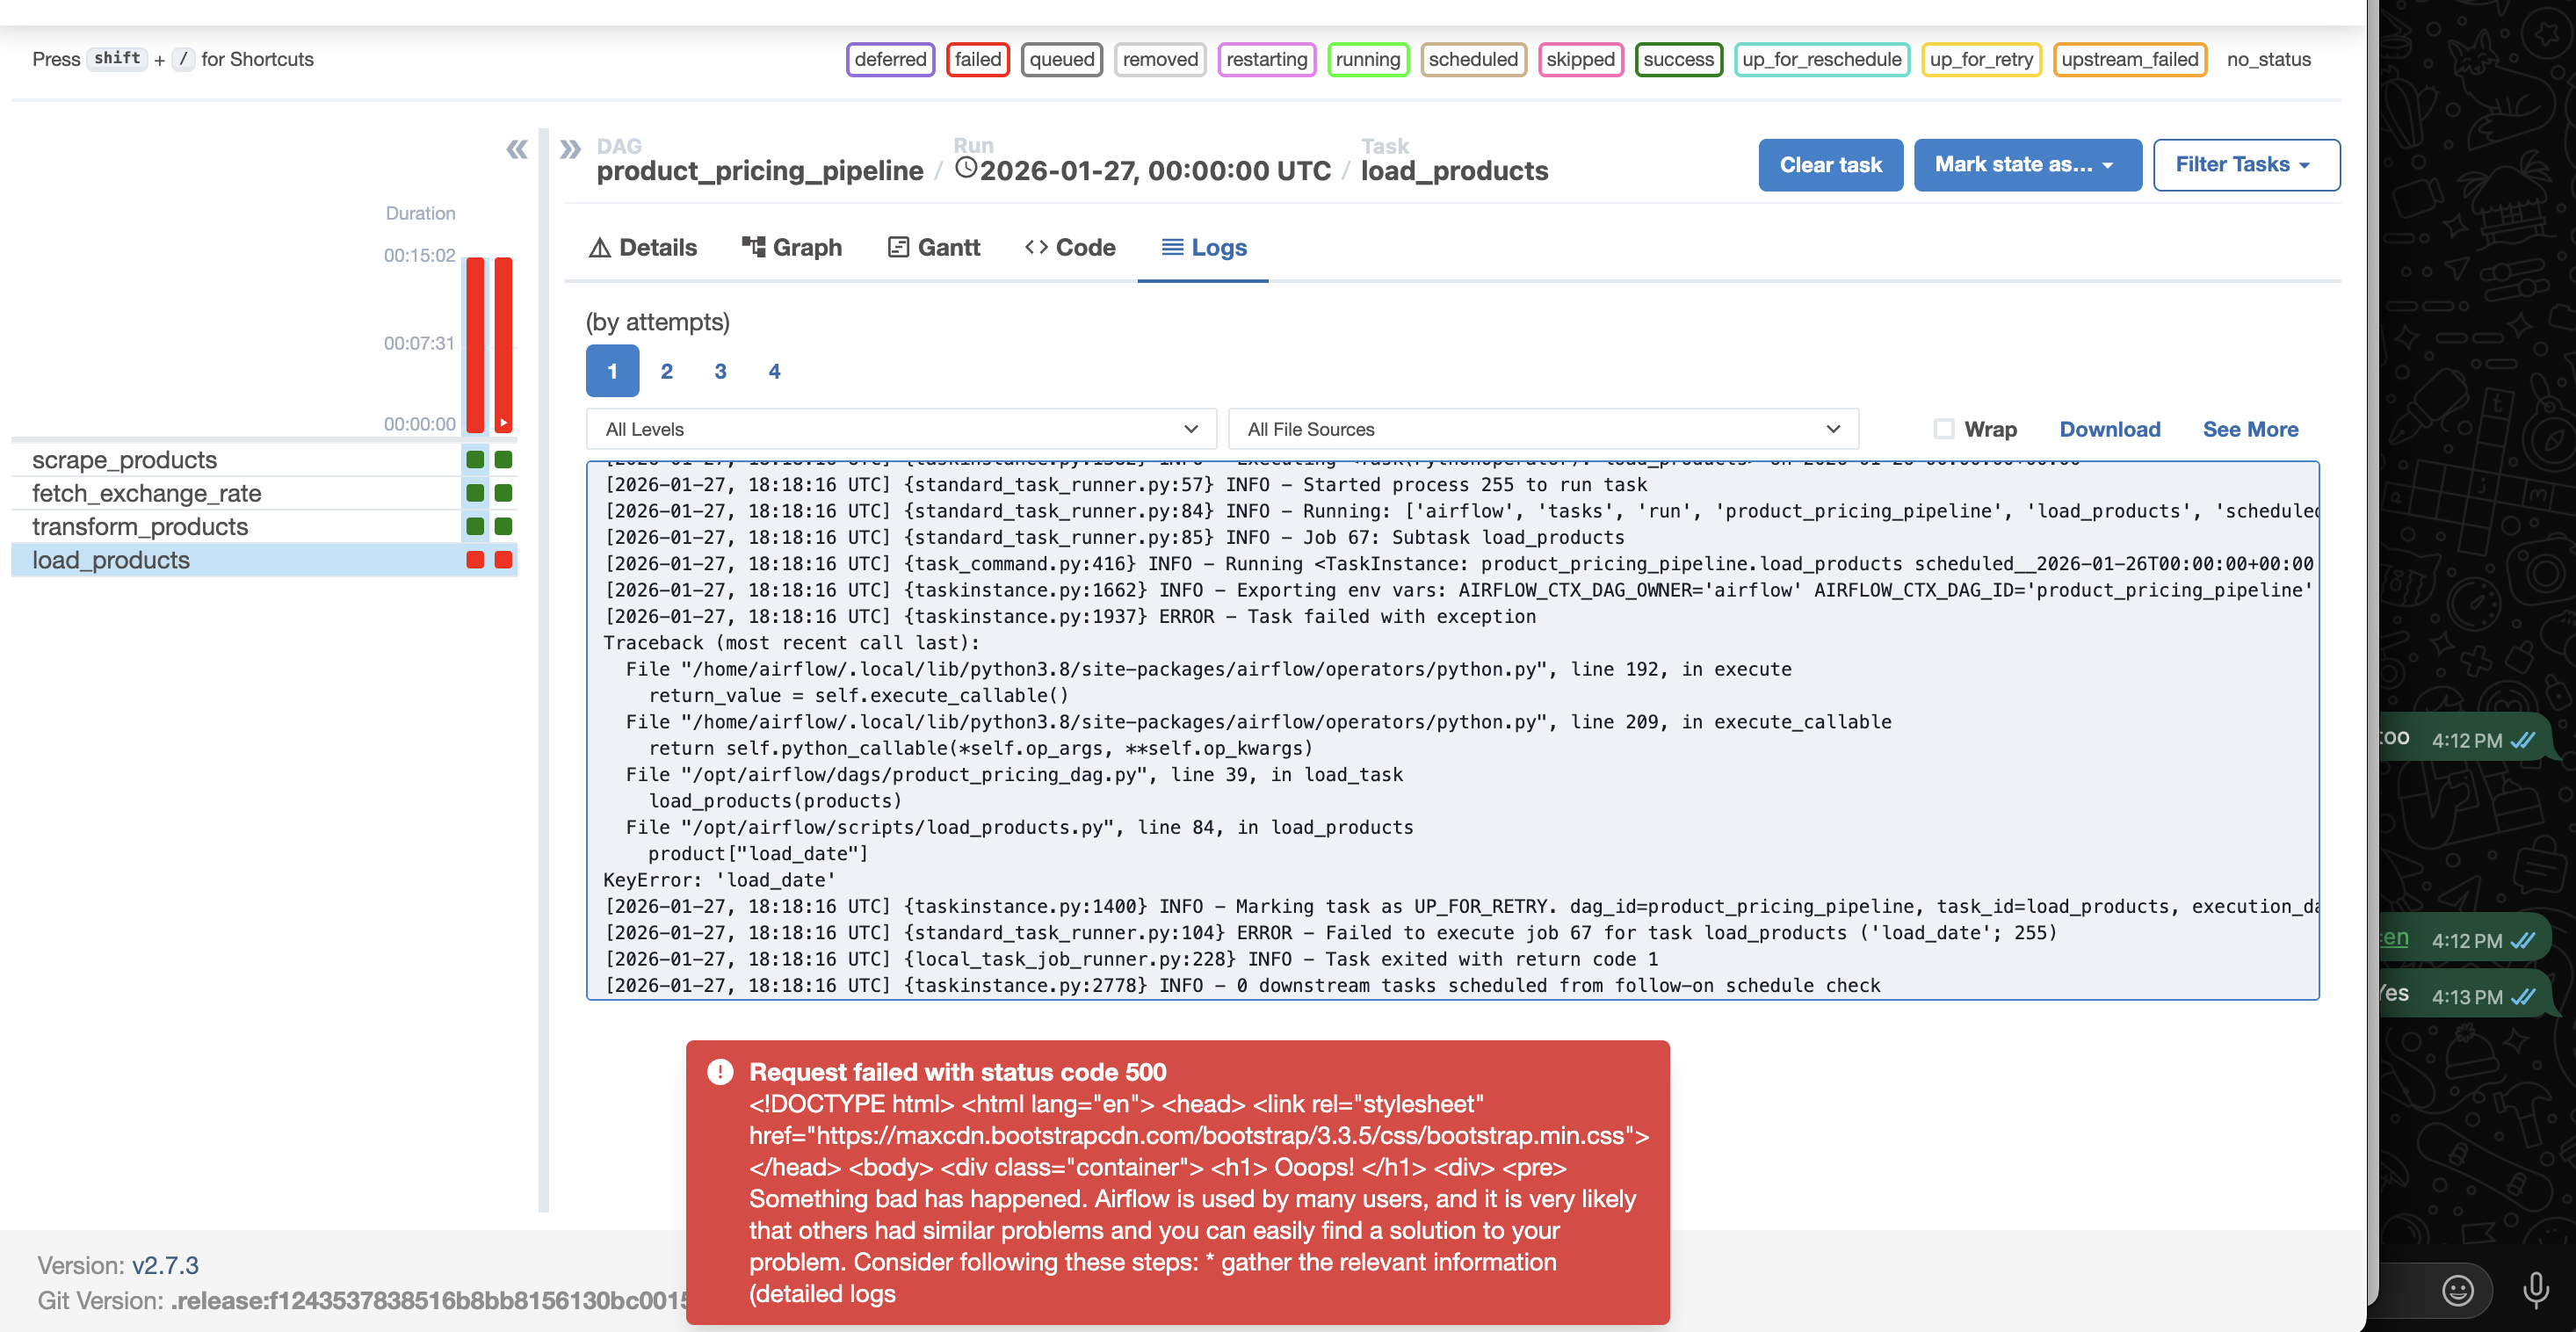 Press shift + / for Shortcuts
deferred failed queued removed restarting running scheduled skipped success up_for_reschedule up_for_retry upstream_failed no_status
DAG
product_pricing_pipeline
/
Run
2026-01-27, 00:00:00 UTC
/
Task
load_products
Clear task
Mark state as...
Filter Tasks
Duration
00:15:02
00:07:31
00:00:00
scrape_products
fetch_exchange_rate
transform_products
load_products
Details
Graph
Gantt
Code
Logs
(by attempts)
1 2 3 4
All Levels
All File Sources
Wrap
Download
See More
[2026-01-27, 18:18:16 UTC] {standard_task_runner.py:57} INFO - Started process 255 to run task
[2026-01-27, 18:18:16 UTC] {standard_task_runner.py:84} INFO - Running: ['airflow', 'tasks', 'run', 'product_pricing_pipeline', 'load_products', 'scheduled
[2026-01-27, 18:18:16 UTC] {standard_task_runner.py:85} INFO - Job 67: Subtask load_products
[2026-01-27, 18:18:16 UTC] {task_command.py:416} INFO - Running <TaskInstance: product_pricing_pipeline.load_products scheduled__2026-01-26T00:00:00+00:00
[2026-01-27, 18:18:16 UTC] {taskinstance.py:1662} INFO - Exporting env vars: AIRFLOW_CTX_DAG_OWNER='airflow' AIRFLOW_CTX_DAG_ID='product_pricing_pipeline'
[2026-01-27, 18:18:16 UTC] {taskinstance.py:1937} ERROR - Task failed with exception
Traceback (most recent call last):
File "/home/airflow/.local/lib/python3.8/site-packages/airflow/operators/python.py", line 192, in execute
return_value = self.execute_callable()
File "/home/airflow/.local/lib/python3.8/site-packages/airflow/operators/python.py", line 209, in execute_callable
return self.python_callable(*self.op_args, **self.op_kwargs)
File "/opt/airflow/dags/product_pricing_dag.py", line 39, in load_task
load_products(products)
File "/opt/airflow/scripts/load_products.py", line 84, in load_products
product["load_date"]
KeyError: 'load_date'
[2026-01-27, 18:18:16 UTC] {taskinstance.py:1400} INFO - Marking task as UP_FOR_RETRY. dag_id=product_pricing_pipeline, task_id=load_products, execution_da
[2026-01-27, 18:18:16 UTC] {standard_task_runner.py:104} ERROR - Failed to execute job 67 for task load_products ('load_date'; 255)
[2026-01-27, 18:18:16 UTC] {local_task_job_runner.py:228} INFO - Task exited with return code 1
[2026-01-27, 18:18:16 UTC] {taskinstance.py:2778} INFO - 0 downstream tasks scheduled from follow-on schedule check
Request failed with status code 500
<!DOCTYPE html> <html lang="en"> <head> <link rel="stylesheet"
href="https://maxcdn.bootstrapcdn.com/bootstrap/3.3.5/css/bootstrap.min.css">
</head> <body> <div class="container"> <h1> Ooops! </h1> <div> <pre>
Something bad has happened. Airflow is used by many users, and it is very likely
that others had similar problems and you can easily find a solution to your
problem. Consider following these steps: * gather the relevant information
(detailed logs
Version: v2.7.3
Git Version: .release:f1243537838516b8bb8156130bc0015
too 4:12 PM
en 4:12 PM
Yes 4:13 PM